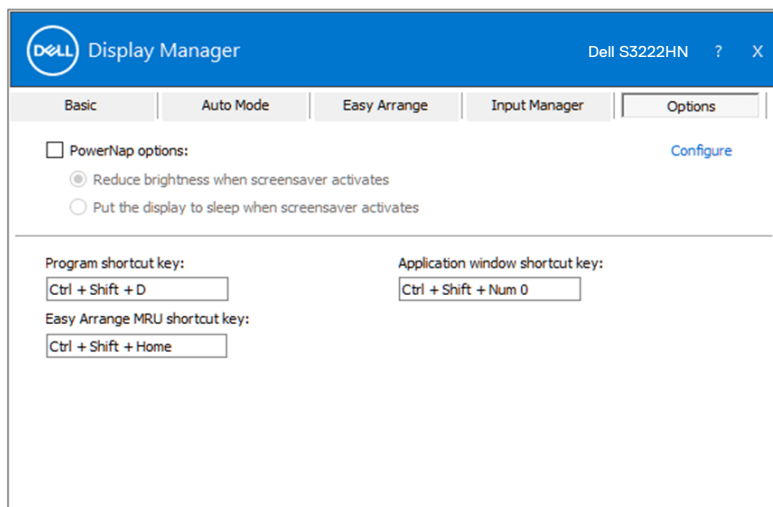 DELL Display Manager
Dell S3222HN ? X
Basic Auto Mode Easy Arrange Input Manager Options
PowerNap options: Configure
Reduce brightness when screensaver activates
Put the display to sleep when screensaver activates
Program shortcut key: Application window shortcut key:
Ctrl + Shift + D Ctrl + Shift + Num 0
Easy Arrange MRU shortcut key:
Ctrl + Shift + Home